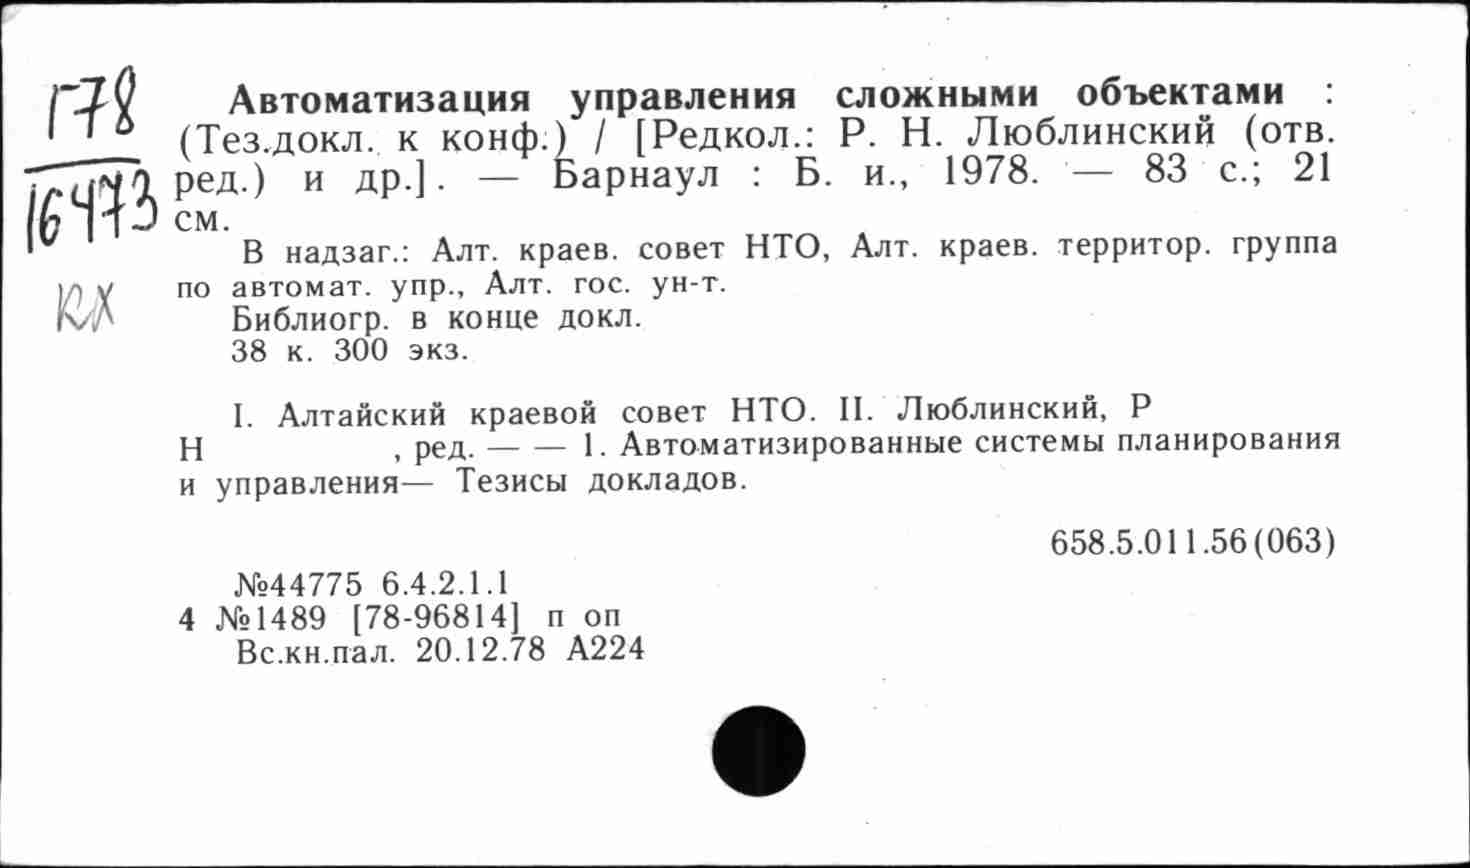 Г78
16473
КХ
Автоматизация управления сложными объектами :
(Тез.докл. к конф.) / [Редкол.: Р. Н. Люблинский (отв.
ред.) и др.]. — Барнаул : Б. и., 1978. — 83 с.; 21
см.
В надзаг.: Алт. краев. совет НТО, Алт. краев. территор. группа
по автомат. упр., Алт. гос. ун-т.
Библиогр. в конце докл.
38 к. 300 экз.
I. Алтайский краевой совет НТО. II. Люблинский, Р
Н , ред. — — 1. Автоматизированные системы планирования
и управления— Тезисы докладов.
658.5.011.56(063)
№44775 6.4.2.1.1
4 №1489 [78-96814] п оп
Вс.кн.пал. 20.12.78 А224